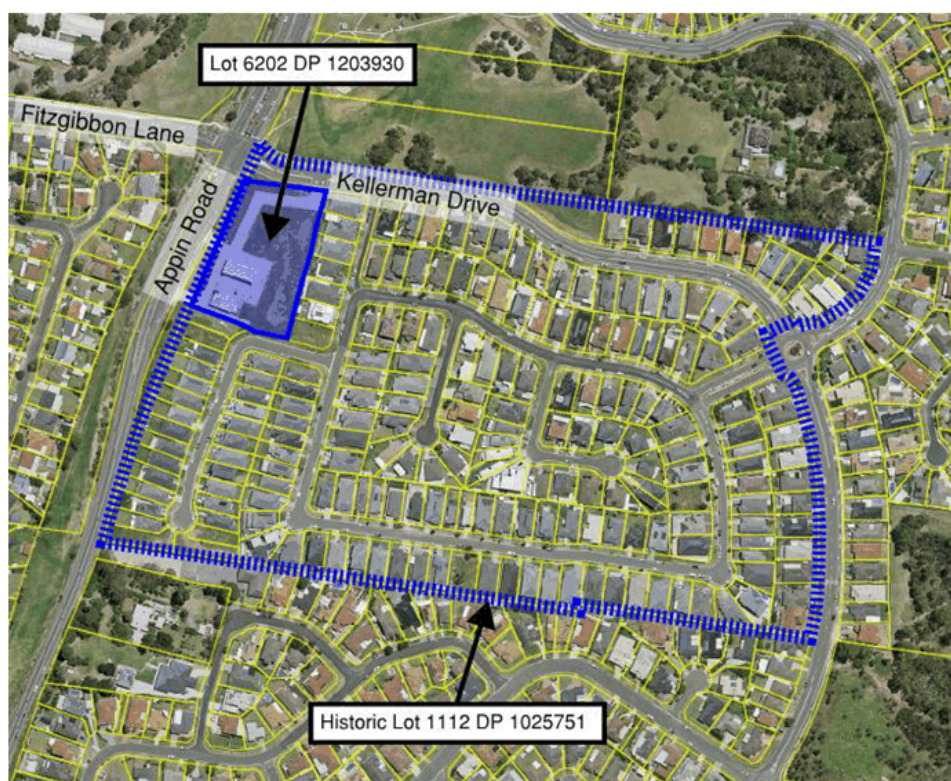 Lot 6202 DP 1203930
Fitzgibbon Lane
Kellerman Drive
Appin Road
Historic Lot 1112 DP 1025751